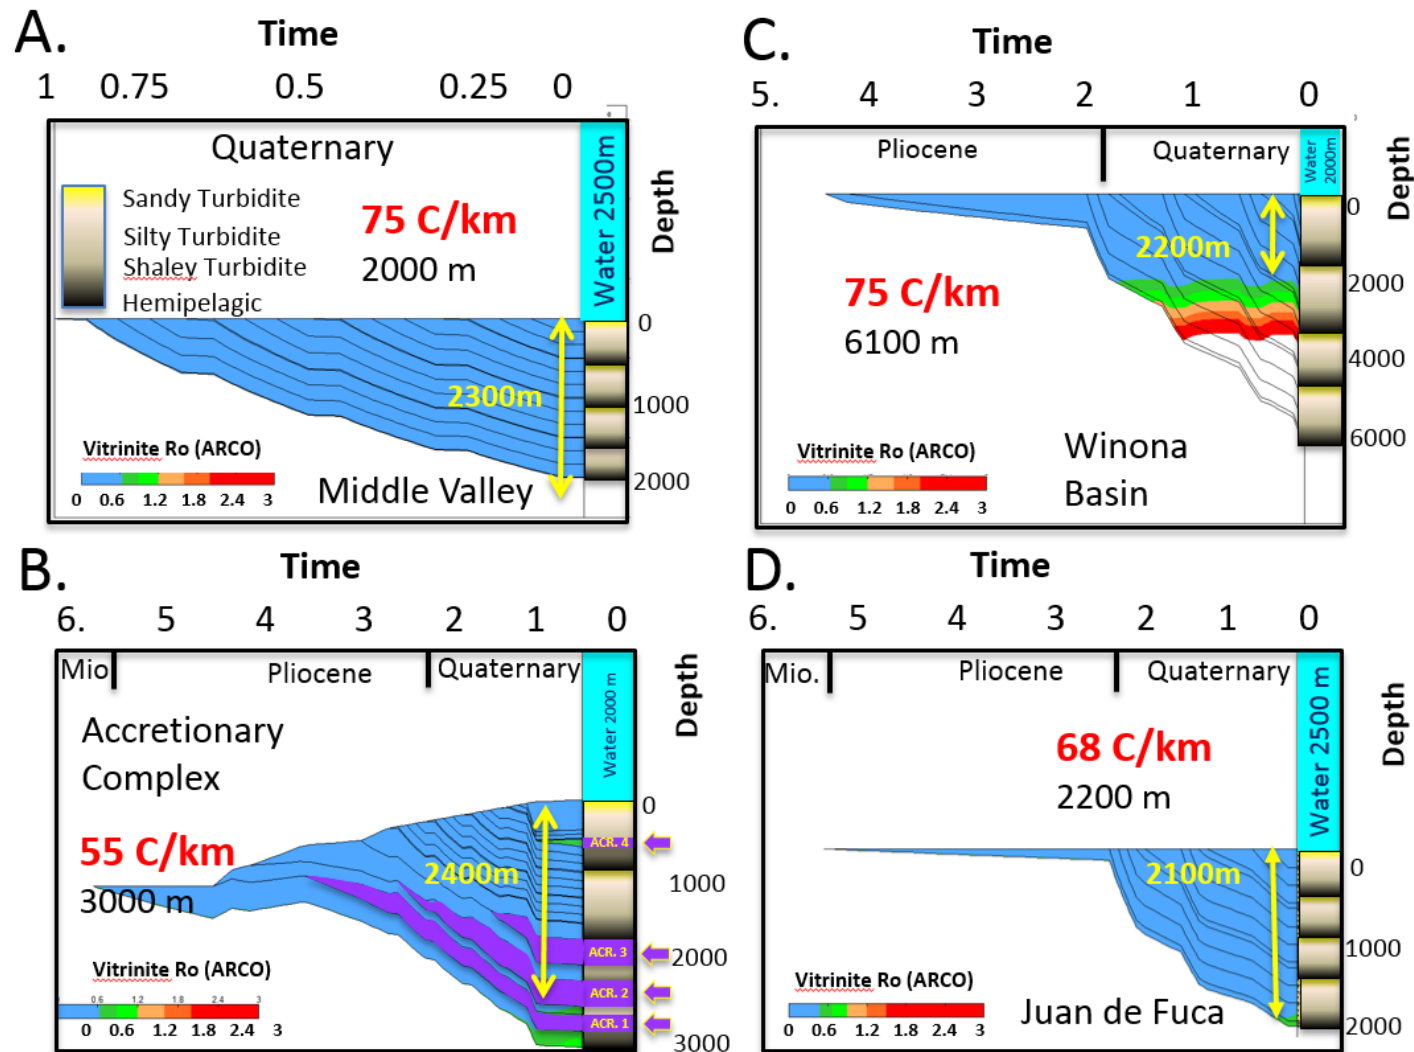 A.
Time
1 0.75 0.5 0.25 0
Quaternary
Sandy Turbidite
Silty Turbidite
Shaley Turbidite
Hemipelagic
75 C/km
2000 m
Water 2500m
Depth
0
1000
2000
2300m
Vitrinite Ro (ARCO)
0 0.6 1.2 1.8 2.4 3
Middle Valley
B.
Time
6. 5 4 3 2 1 0
Mio
Pliocene
Quaternary
Water 2000 m
Depth
Accretionary
Complex
55 C/km
3000 m
2400m
0
1000
2000
3000
ACR. 4
ACR. 3
ACR. 2
ACR. 1
Vitrinite Ro (ARCO)
0.6 1.2 1.8 2.4 3
0 0.6 1.2 1.8 2.4 3
C.
Time
5. 4 3 2 1 0
Pliocene
Quaternary
Water
2000m
Depth
0
2000
4000
6000
2200m
75 C/km
6100 m
Winona
Basin
Vitrinite Ro (ARCO)
0 0.6 1.2 1.8 2.4 3
D.
Time
6. 5 4 3 2 1 0
Mio.
Pliocene
Quaternary
Water 2500 m
Depth
68 C/km
2200 m
2100m
0
1000
2000
Vitrinite Ro (ARCO)
0 0.6 1.2 1.8 2.4 3
Juan de Fuca